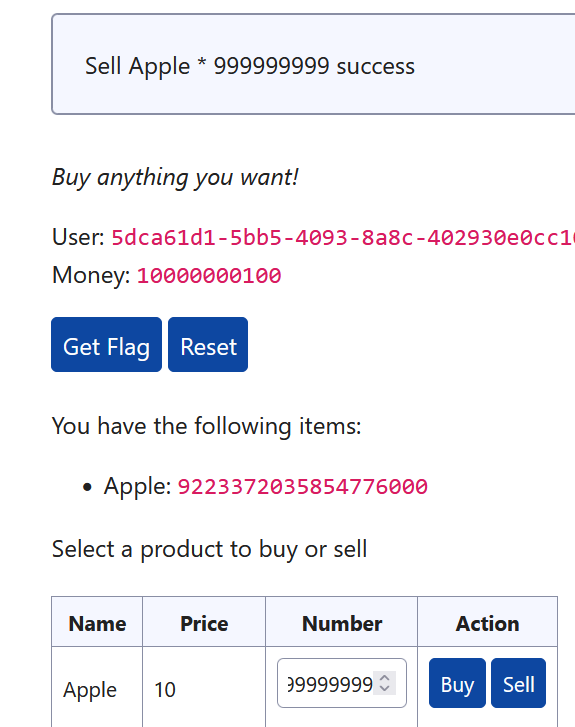 Sell Apple * 999999999 success
Buy anything you want!
User: 5dca61d1-5bb5-4093-8a8c-402930e0cc1
Money: 10000000100
Get Flag Reset
You have the following items:
• Apple: 9223372035854776000
Select a product to buy or sell
Name Price Number Action
Apple 10 99999999 Buy Sell